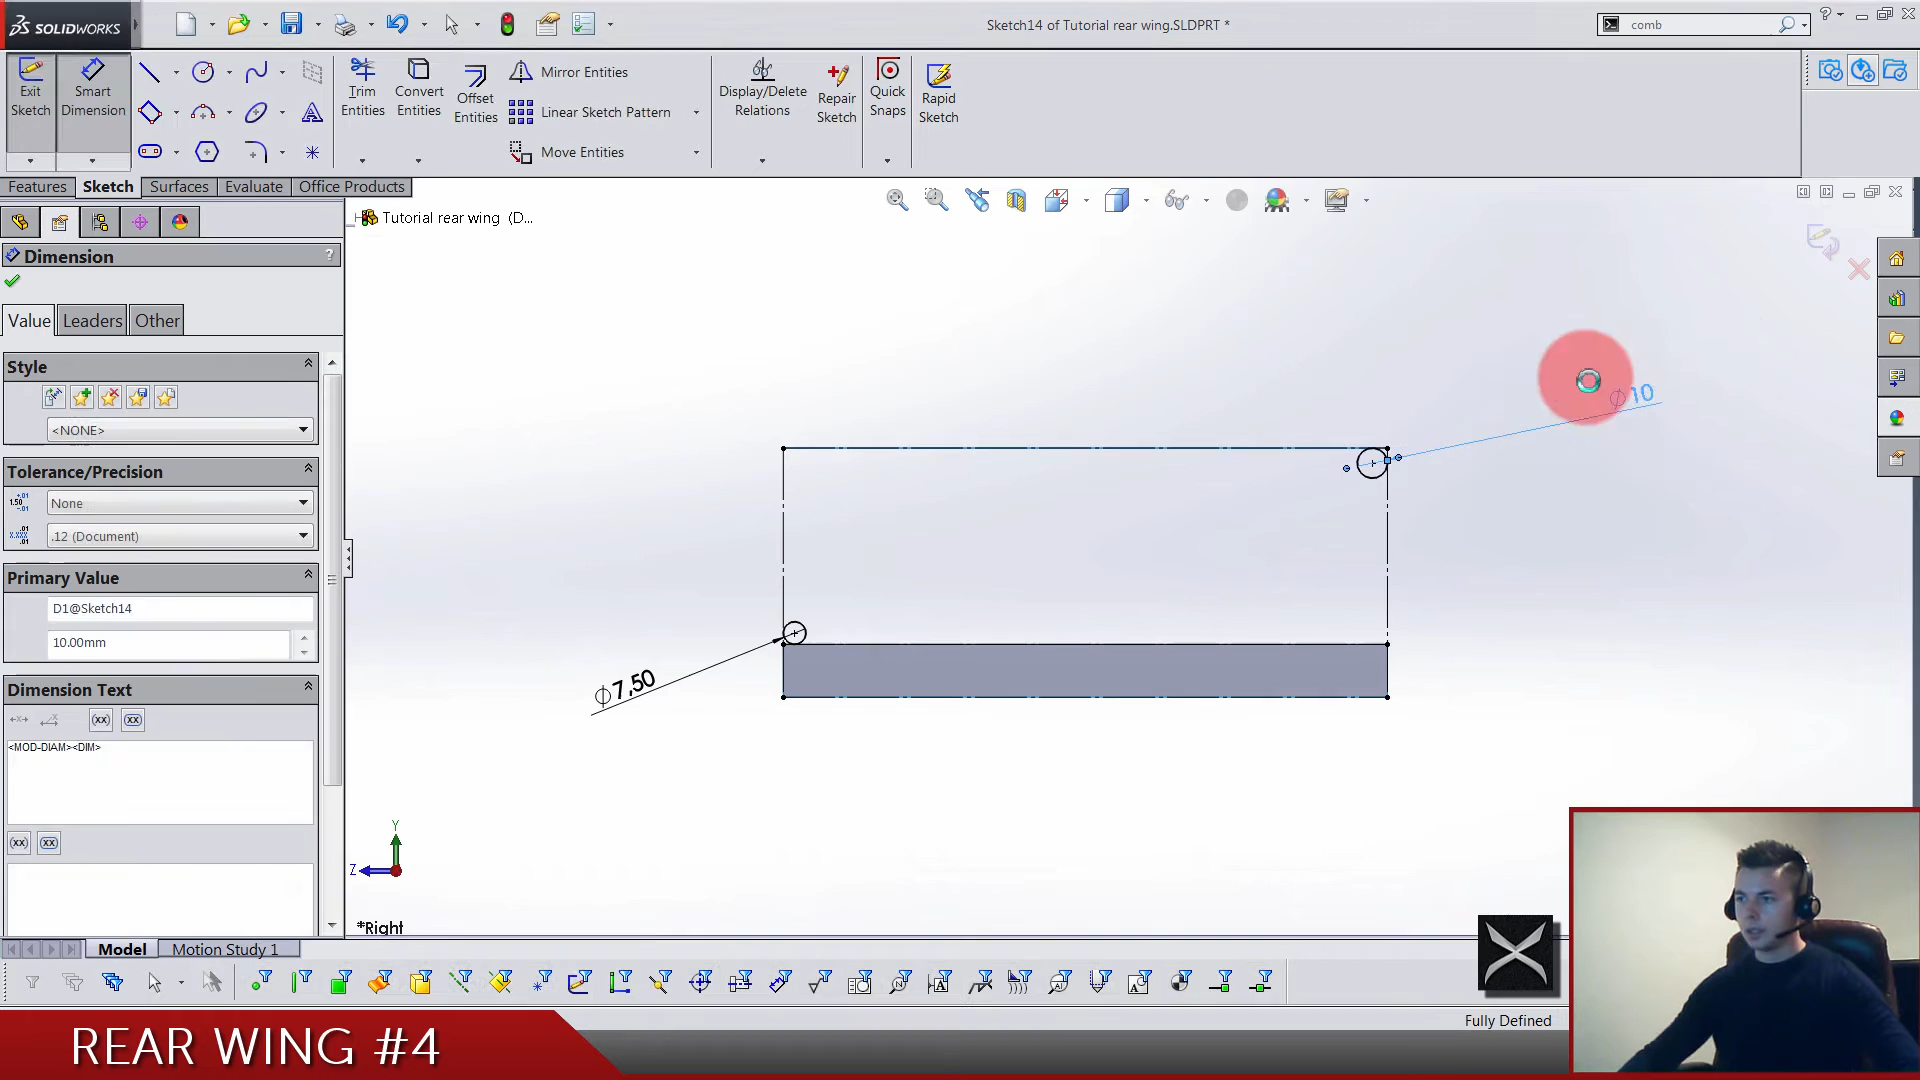 SOLIDWORKS
Sketch14 of Tutorial rear wing.SLDPRT *
comb
Exit Sketch
Smart Dimension
Trim Entities
Convert Entities
Offset Entities
Mirror Entities
Linear Sketch Pattern
Move Entities
Display/Delete Relations
Repair Sketch
Quick Snaps
Rapid Sketch
Features
Sketch
Surfaces
Evaluate
Office Products
Tutorial rear wing (D...
Dimension
?
Value
Leaders
Other
Style
<NONE>
Tolerance/Precision
None
.12 (Document)
Primary Value
D1@Sketch14
10.00mm
Dimension Text
<MOD-DIAM><DIM>
∅10
∅7,50
Y
Z
*Right
Model
Motion Study 1
Fully Defined
REAR WING #4